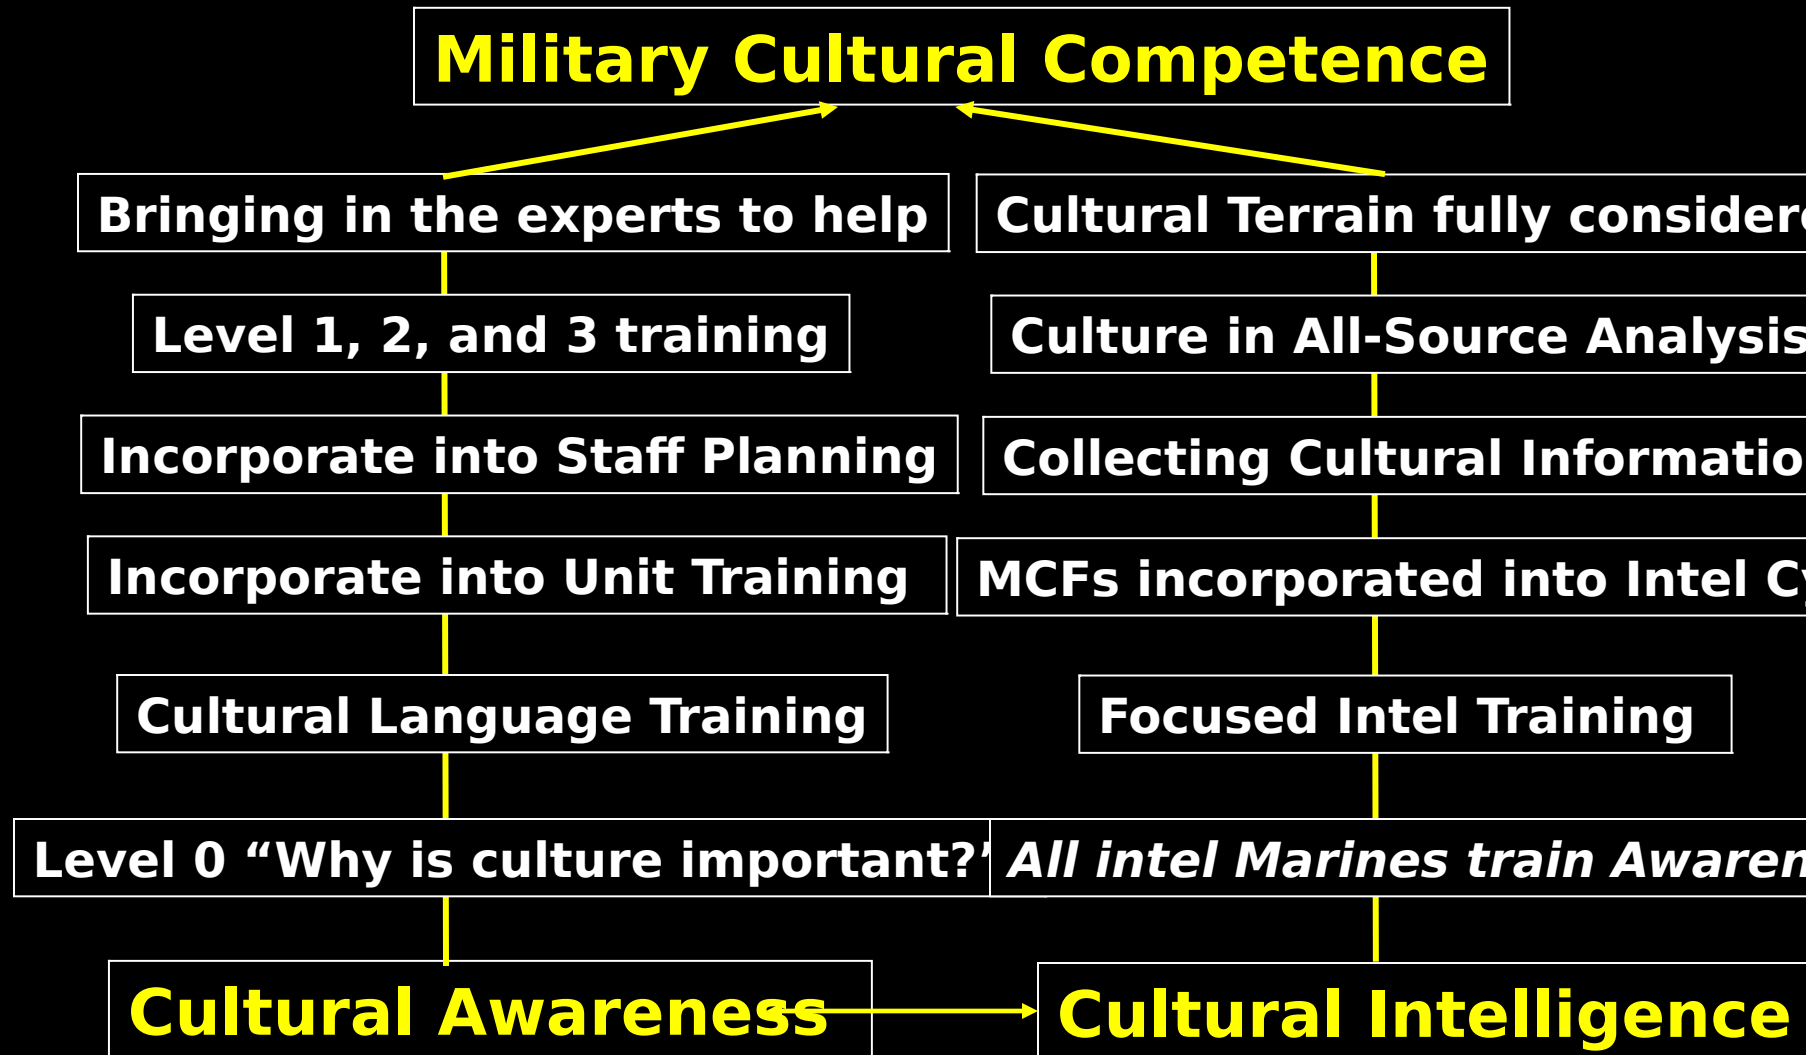 Military Cultural Competence
Bringing in the experts to help
Level 1, 2, and 3 training
Incorporate into Staff Planning
Incorporate into Unit Training
Cultural Language Training
Level 0 “Why is culture important?”
Cultural Awareness
Cultural Terrain fully
Culture in All-Source Analysis
Collecting Cultural
MCFs incorporated into Intel
Focused Intel Training
All intel Marines train
Cultural Intelligence